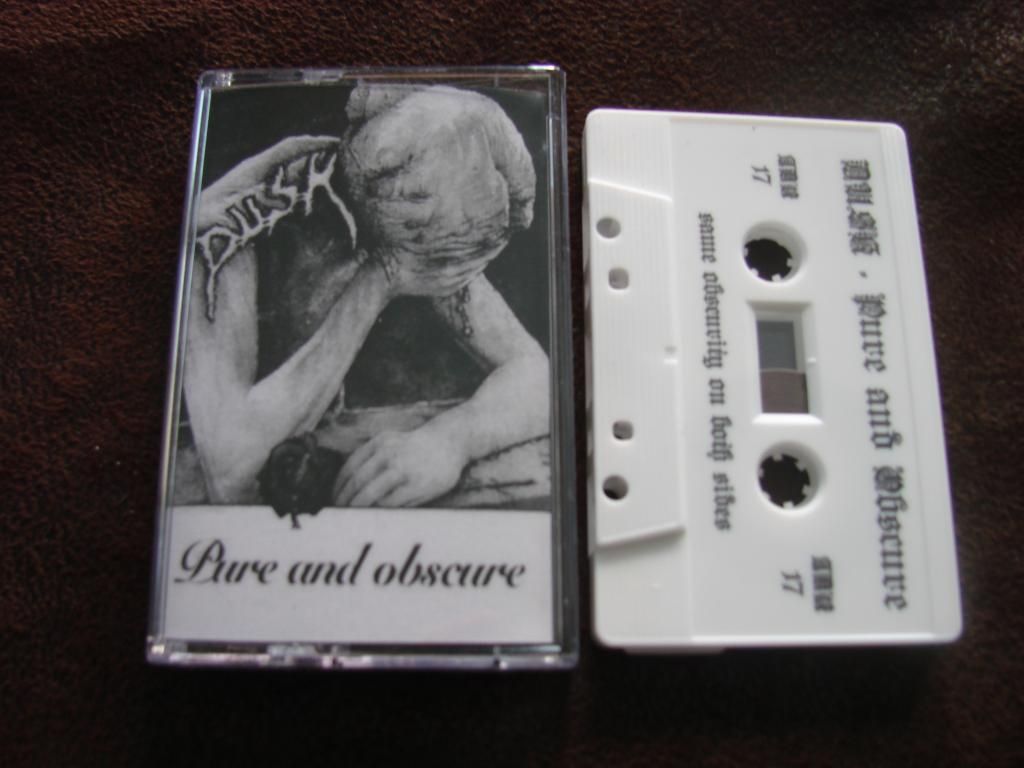 DUSK
Pure and obscure
DUSK · Pure and Obscure
17
17
same obscurity on both sides